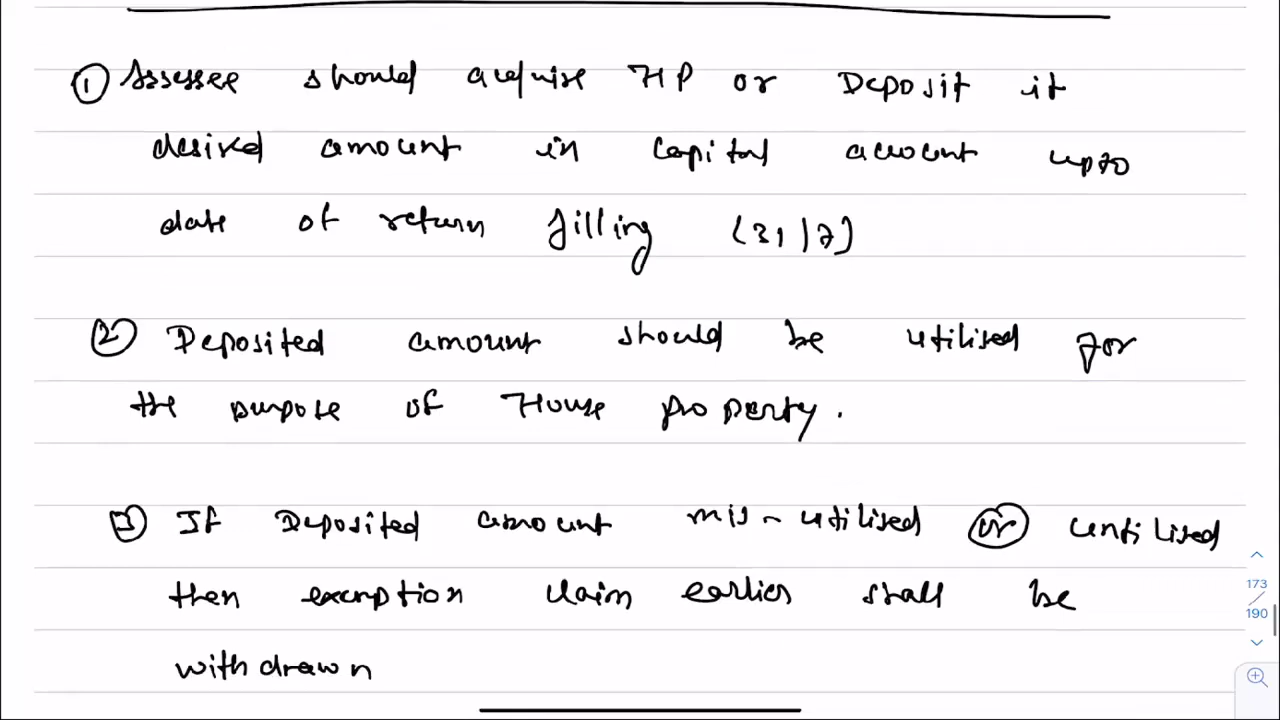 ① Assessee should acquise HP or Deposit it
desired amount in capital account upto
date of return filling (31/7)
② Deposited amount should be utilised for
the purpose of House property.
③ If Deposited amount mis-utilised or untilised
then exemption claim earlier shall be
withdrawn
173
190